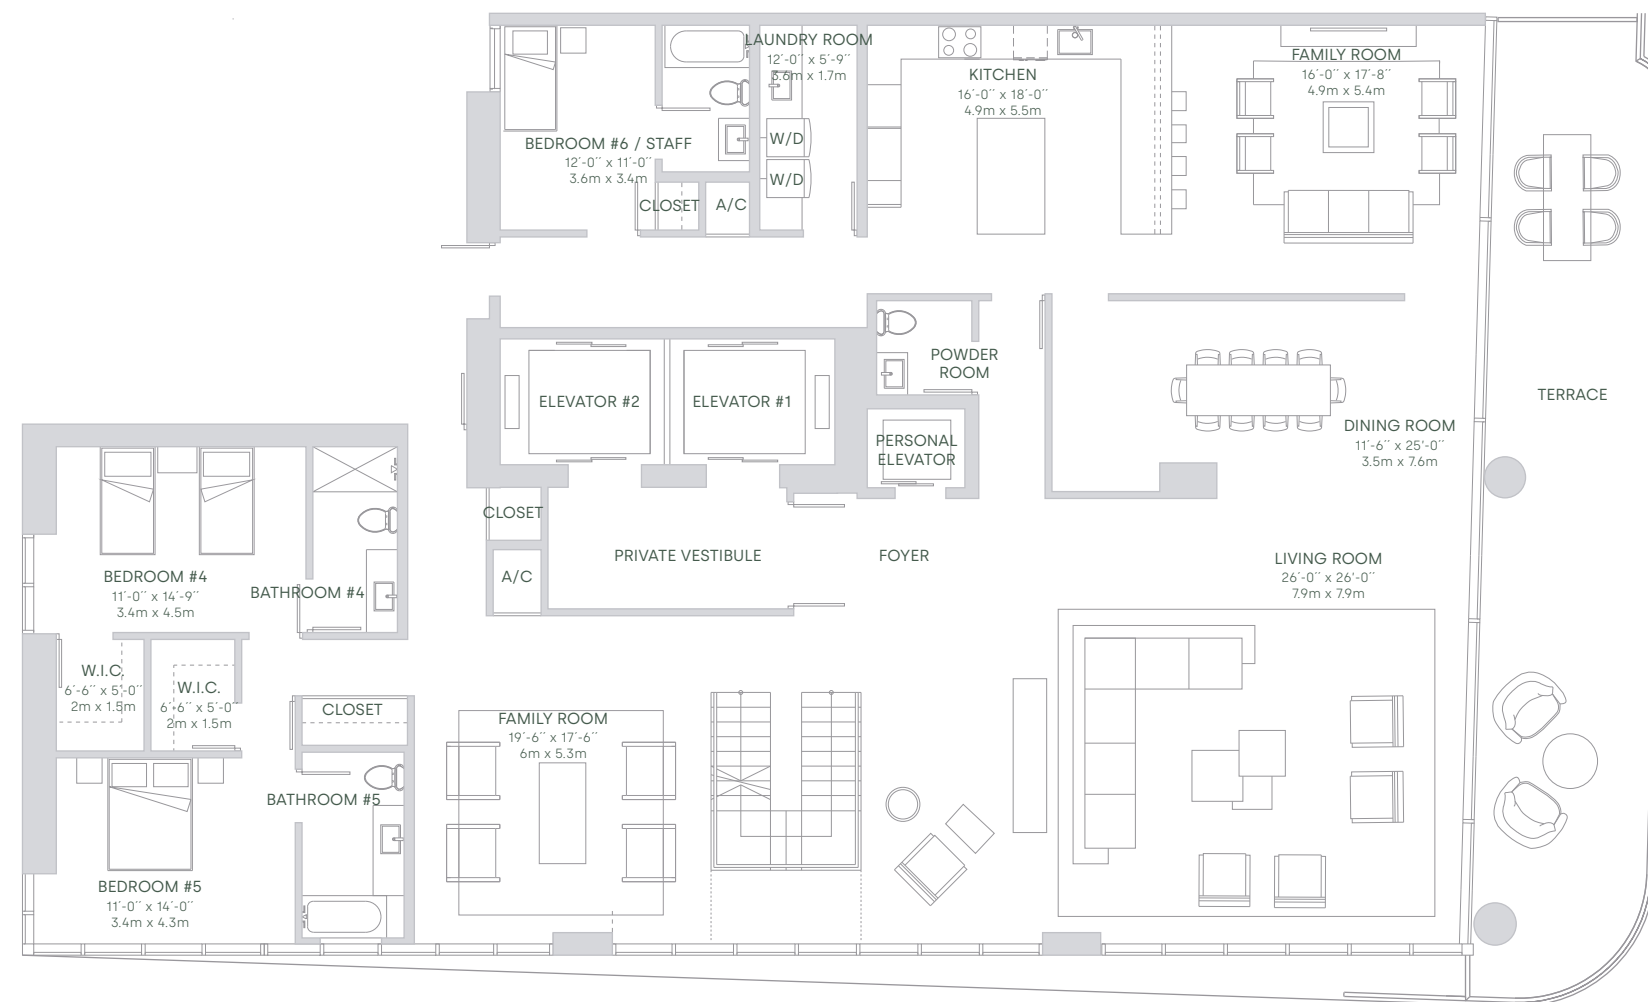 LAUNDRY ROOM
12´-0´´ x 5´-9´´
3.6m x 1.7m
KITCHEN
16´-0´´ x 18´-0´´
4.9m x 5.5m
FAMILY ROOM
16´-0´´ x 17´-8´´
4.9m x 5.4m
BEDROOM #6 / STAFF
12´-0´´ x 11´-0´´
3.6m x 3.4m
W/D
W/D
CLOSET
A/C
POWDER
ROOM
ELEVATOR #2
ELEVATOR #1
PERSONAL
ELEVATOR
TERRACE
DINING ROOM
11´-6´´ x 25'-0´´
3.5m x 7.6m
CLOSET
A/C
PRIVATE VESTIBULE
FOYER
LIVING ROOM
26´-0´´ x 26'-0´´
7.9m x 7.9m
BEDROOM #4
11´-0´´ x 14´-9´´
3.4m x 4.5m
BATHROOM #4
W.I.C.
6´-6´´ x 5´-0´´
2m x 1.5m
W.I.C.
6´-6´´ x 5´-0´´
2m x 1.5m
CLOSET
FAMILY ROOM
19´-6´´ x 17´-6´´
6m x 5.3m
BATHROOM #5
BEDROOM #5
11´-0´´ x 14´-0´´
3.4m x 4.3m